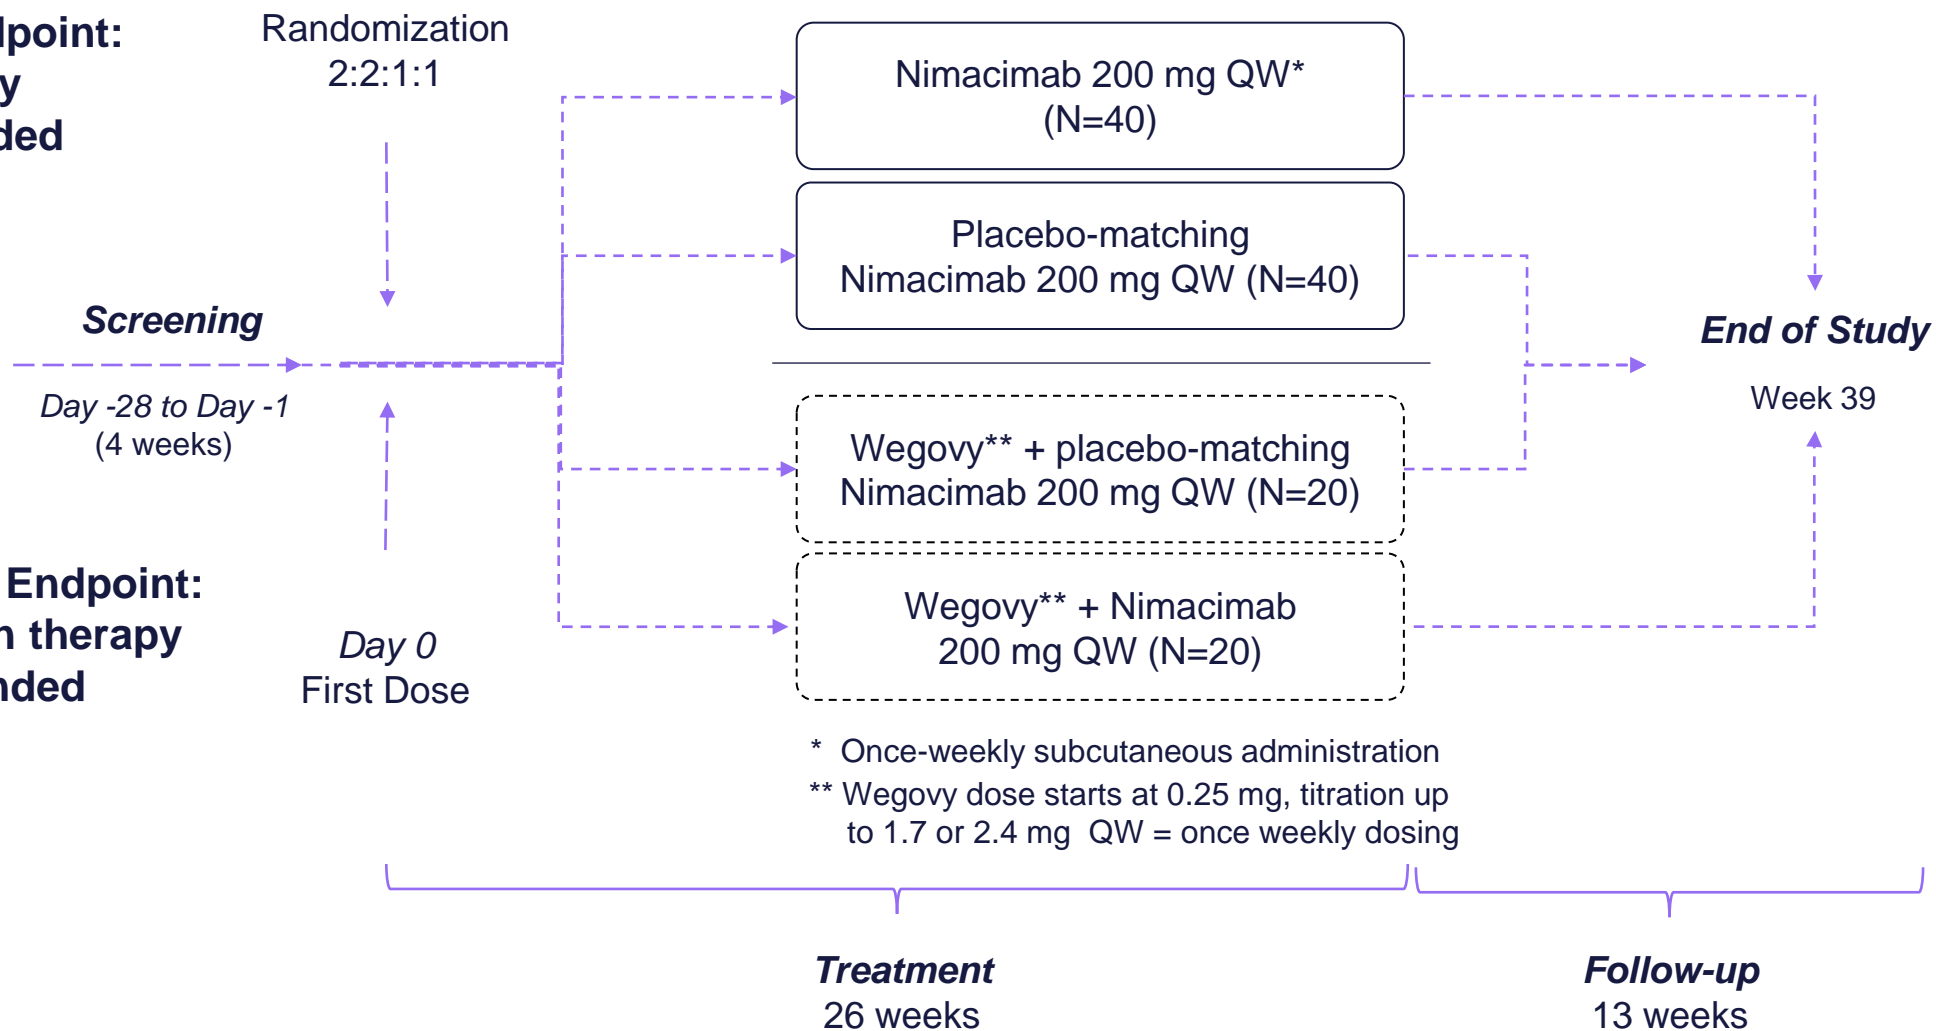 Endpoint:
Randomization
2:2:1:1
Nimacimab 200 mg QW*
(N=40)
Placebo-matching
Nimacimab 200 mg QW (N=40)
Screening
Day -28 to Day -1
(4 weeks)
End of Study
Week 39
Wegovy** + placebo-matching
Nimacimab 200 mg QW (N=20)
Endpoint:
therapy
Day 0
First Dose
Wegovy** + Nimacimab
200 mg QW (N=20)
* Once-weekly subcutaneous administration
** Wegovy dose starts at 0.25 mg, titration up
to 1.7 or 2.4 mg QW = once weekly dosing
Treatment
26 weeks
Follow-up
13 weeks